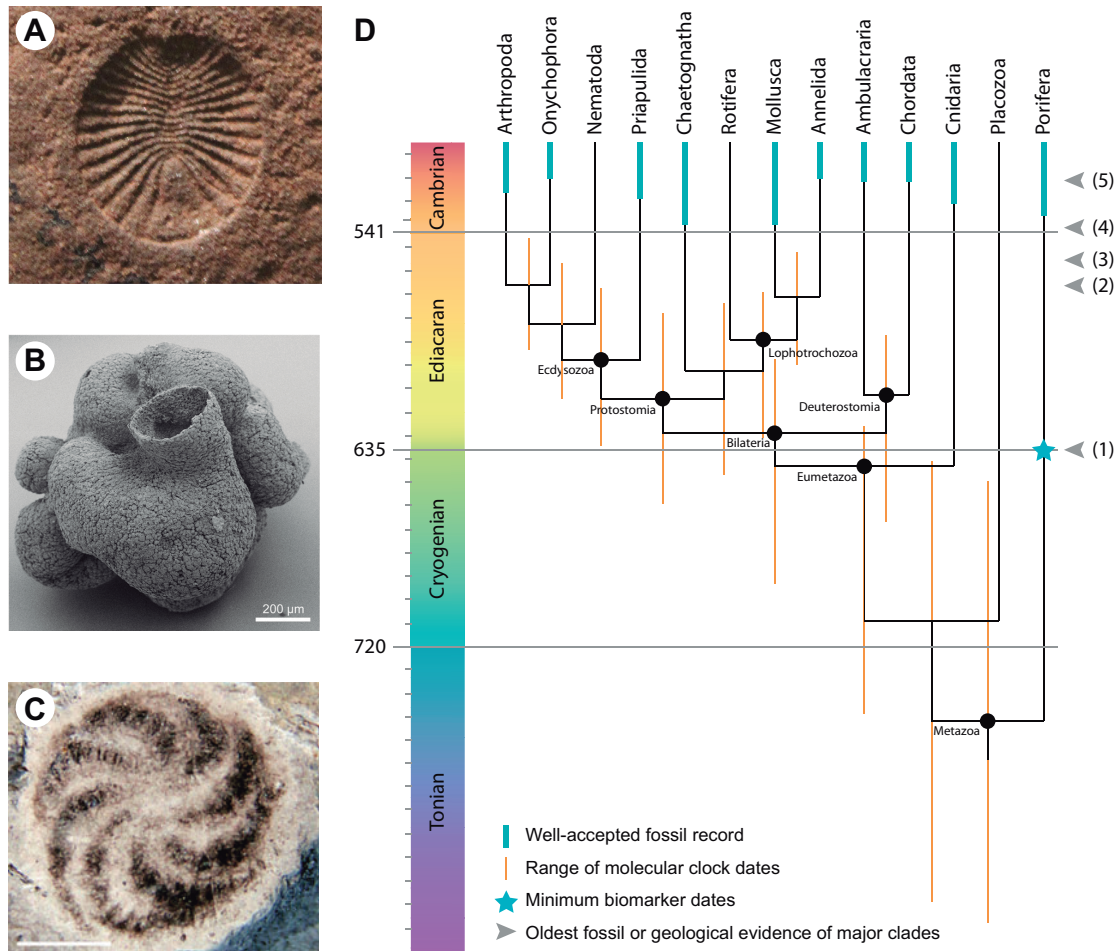 A
B
200 µm
C
D
Arthropoda
Onychophora
Nematoda
Priapulida
Chaetognatha
Rotifera
Mollusca
Annelida
Ambulacraria
Chordata
Cnidaria
Placozoa
Porifera
Cambrian
Ediacaran
Cryogenian
Tonian
541
635
720
(5)
(4)
(3)
(2)
(1)
Ecdysozoa
Lophotrochozoa
Protostomia
Deuterostomia
Bilateria
Eumetazoa
Metazoa
Well-accepted fossil record
Range of molecular clock dates
Minimum biomarker dates
Oldest fossil or geological evidence of major clades